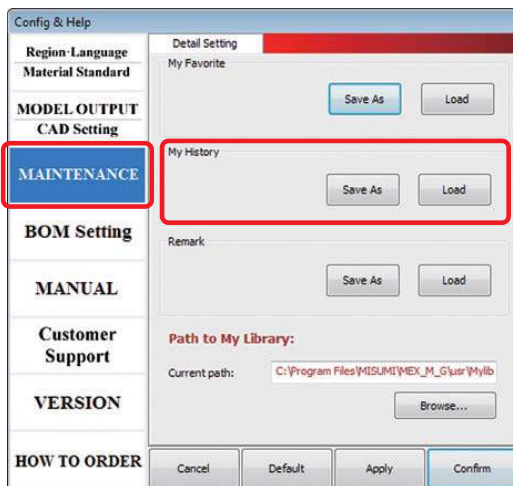 Config & Help
Region·Language
Material Standard
MODEL OUTPUT
CAD Setting
MAINTENANCE
BOM Setting
MANUAL
Customer
Support
VERSION
HOW TO ORDER
Detail Setting
My Favorite
Save As
Load
My History
Save As
Load
Remark
Save As
Load
Path to My Library:
Current path:
C:\Program Files\MISUMI\MEX_M_G\usr\Mylib
Browse...
Cancel
Default
Apply
Confirm